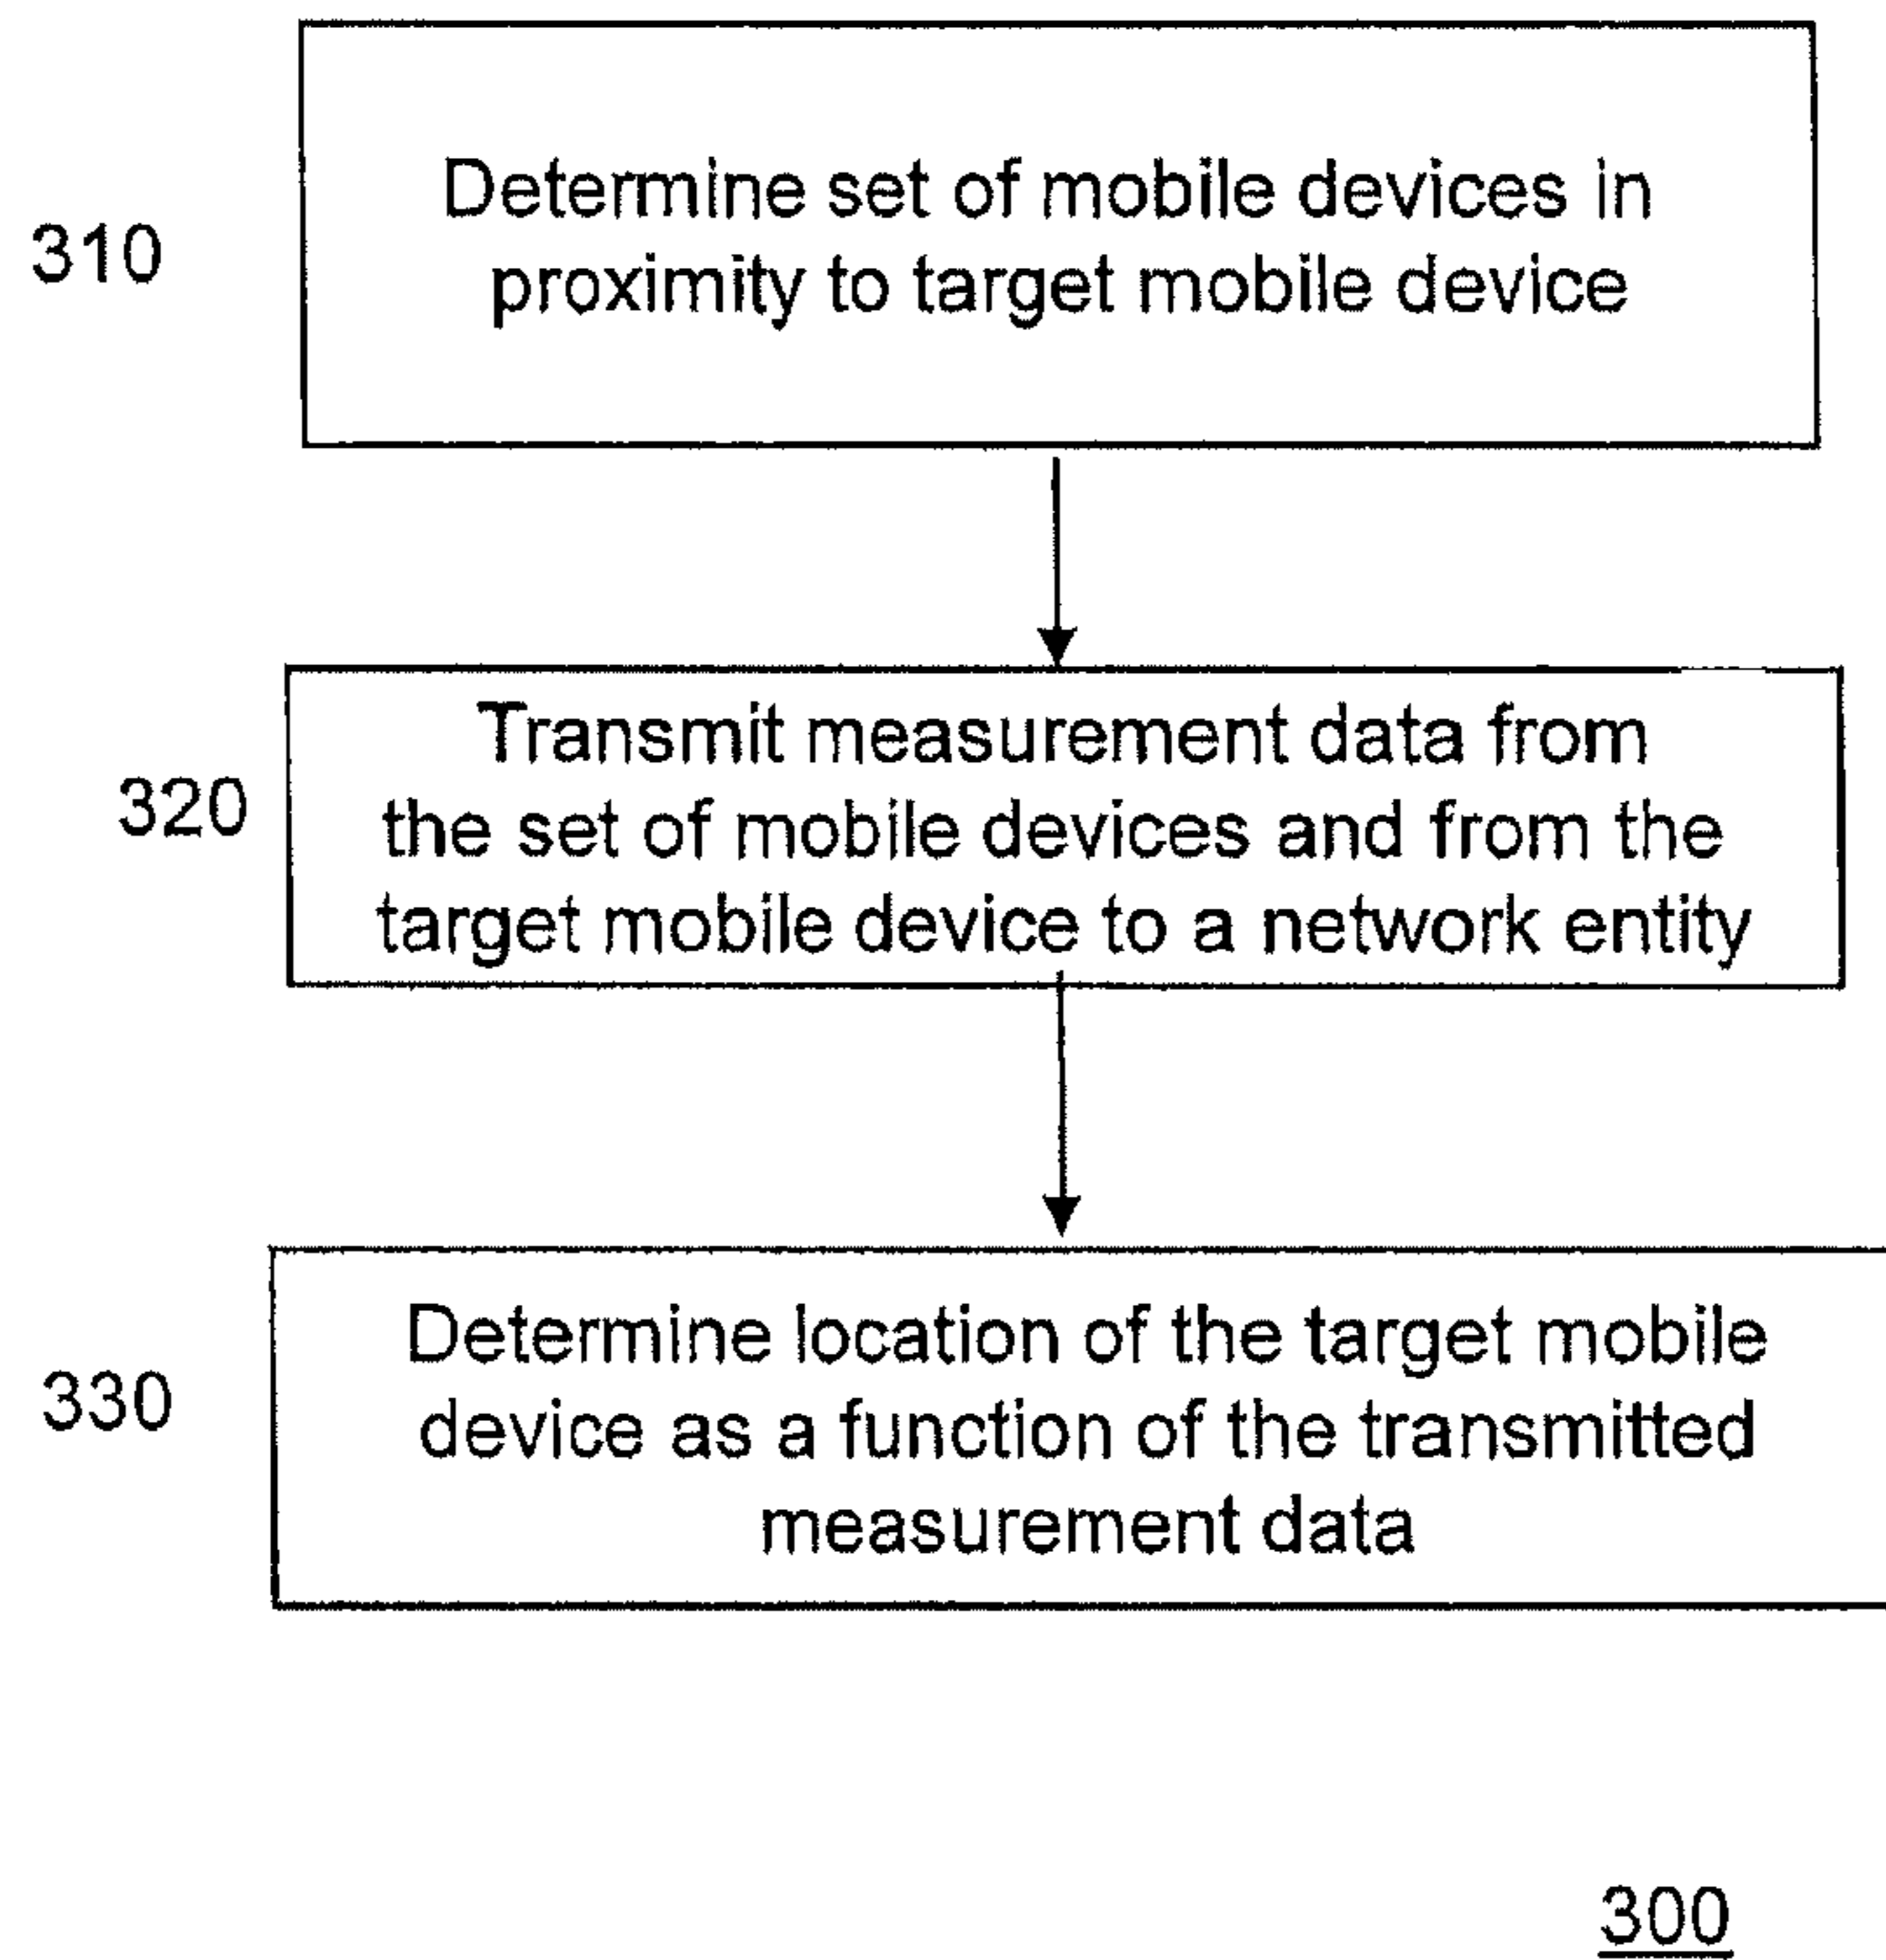 310
Determine set of mobile devices in
proximity to target mobile device
320
Transmit measurement data from
the set of mobile devices and from the
target mobile device to a network entity
330
Determine location of the target mobile
device as a function of the transmitted
measurement data
300